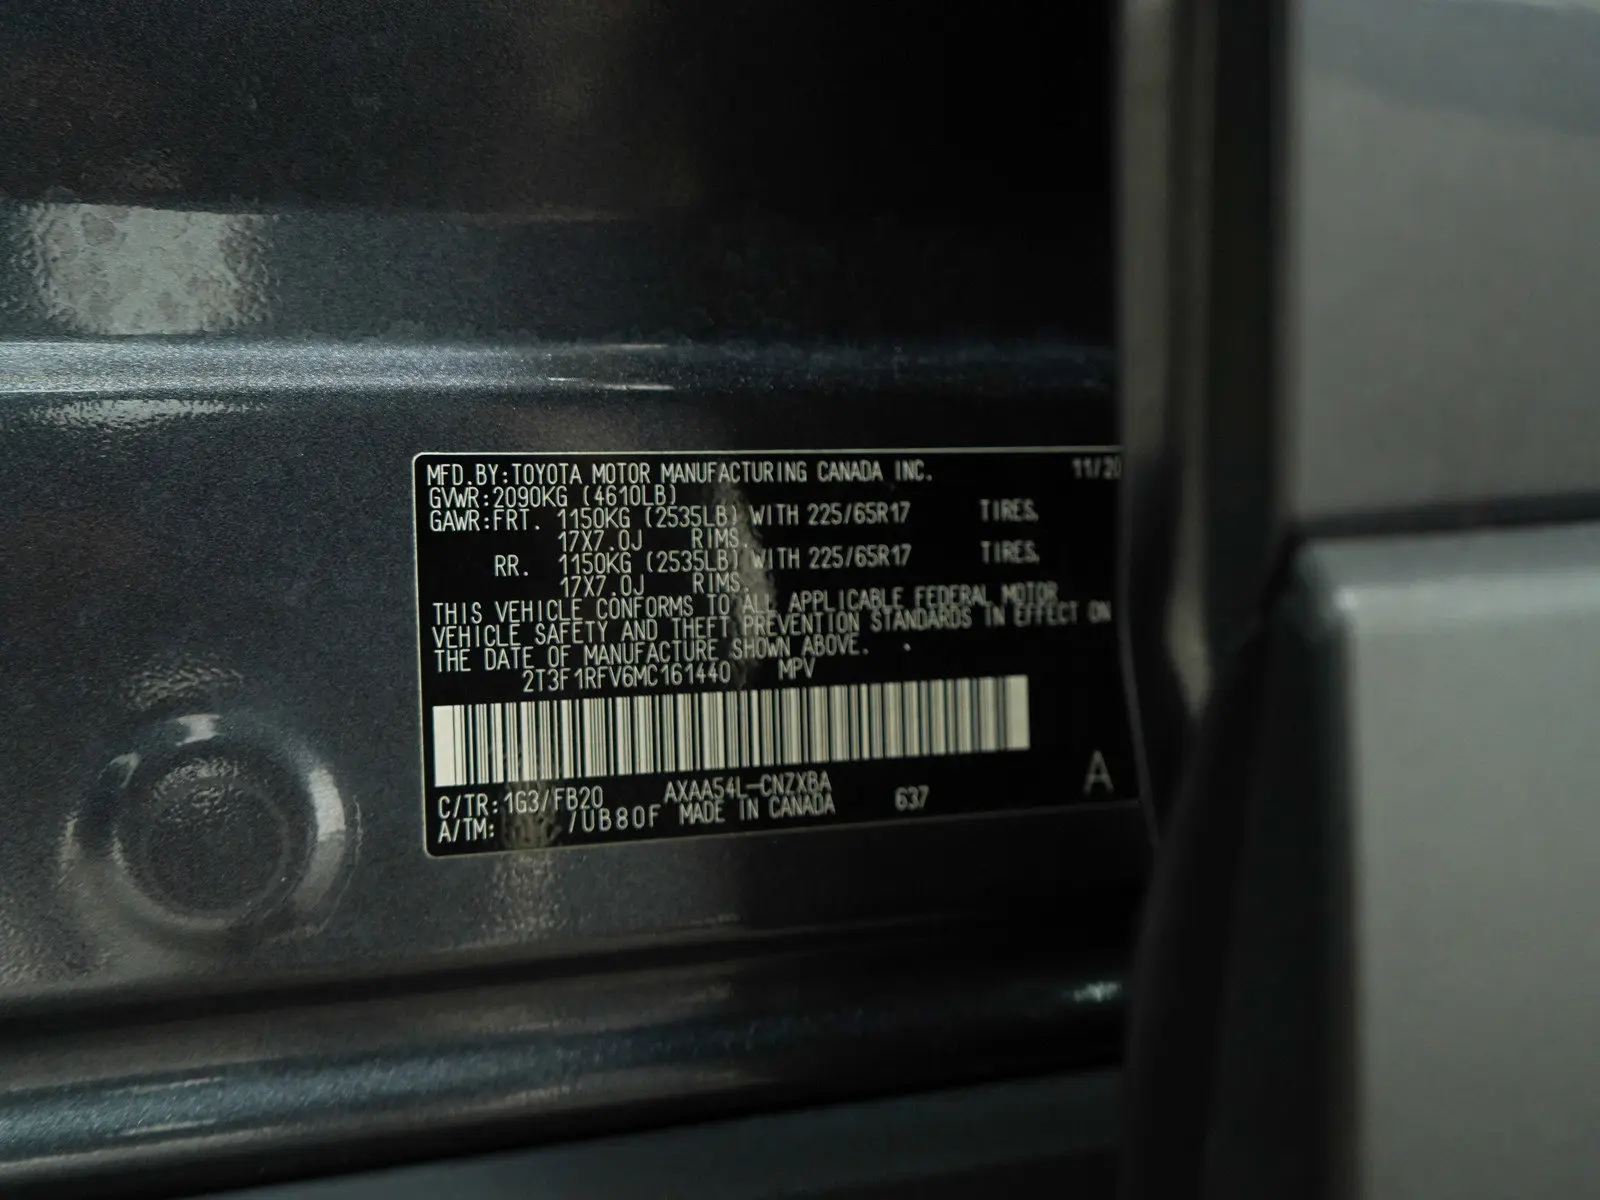 MFD.BY:TOYOTA MOTOR MANUFACTURING CANADA INC. 11/20
GVWR:2090KG (4610LB)
GAWR:FRT. 1150KG (2535LB) WITH 225/65R17 TIRES,
17X7.0J RIMS,
RR. 1150KG (2535LB) WITH 225/65R17 TIRES,
17X7.0J RIMS.
THIS VEHICLE CONFORMS TO ALL APPLICABLE FEDERAL MOTOR
VEHICLE SAFETY AND THEFT PREVENTION STANDARDS IN EFFECT ON
THE DATE OF MANUFACTURE SHOWN ABOVE.
2T3F1RFV6MC161440 MPV
C/TR:1G3/FB20 AXAA54L-CNZXBA 637 A
A/TM: /UB80F MADE IN CANADA